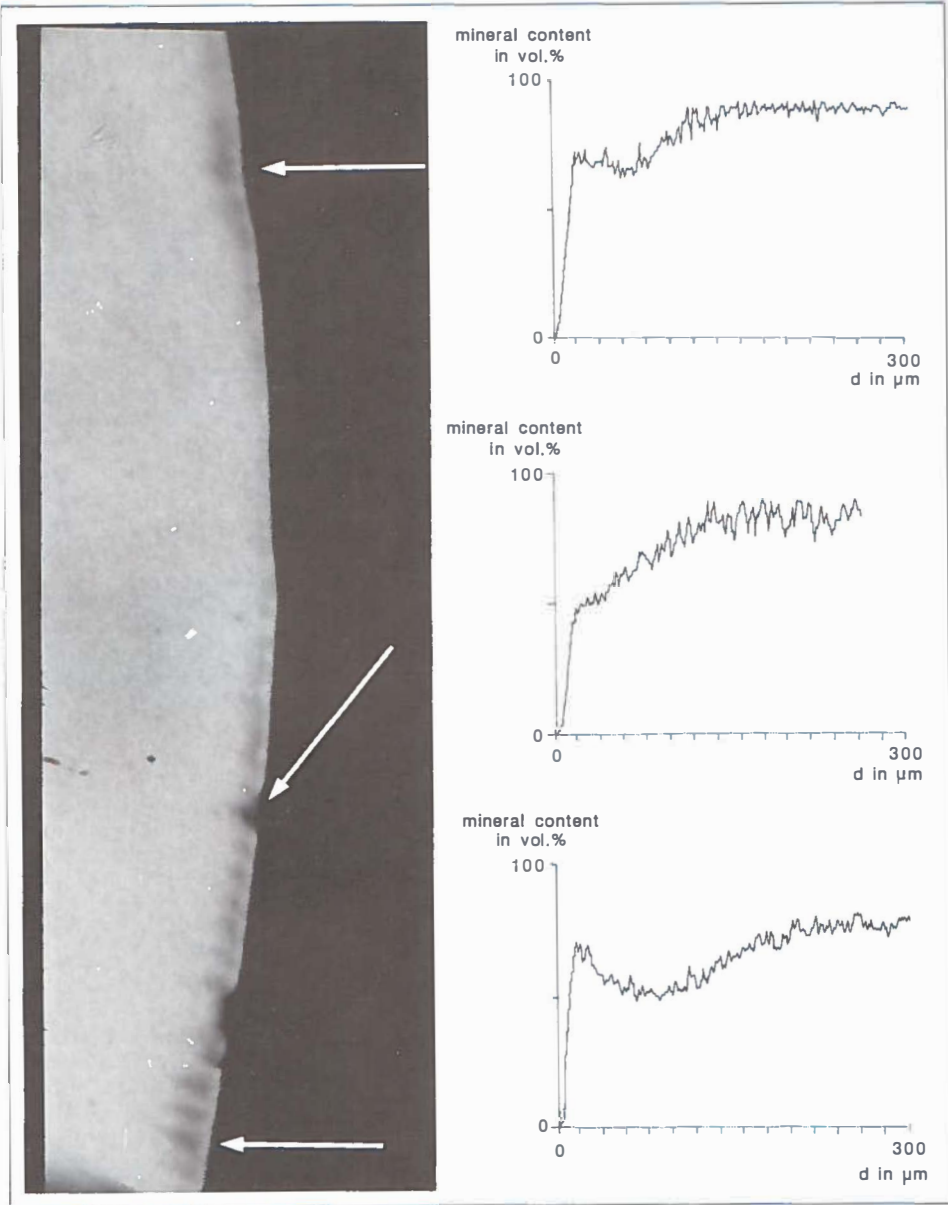 mineral content
in vol.%
100
0
0
300
d in µm
mineral content
in vol.%
100
0
0
300
d in µm
mineral content
in vol.%
100
0
0
300
d in µm